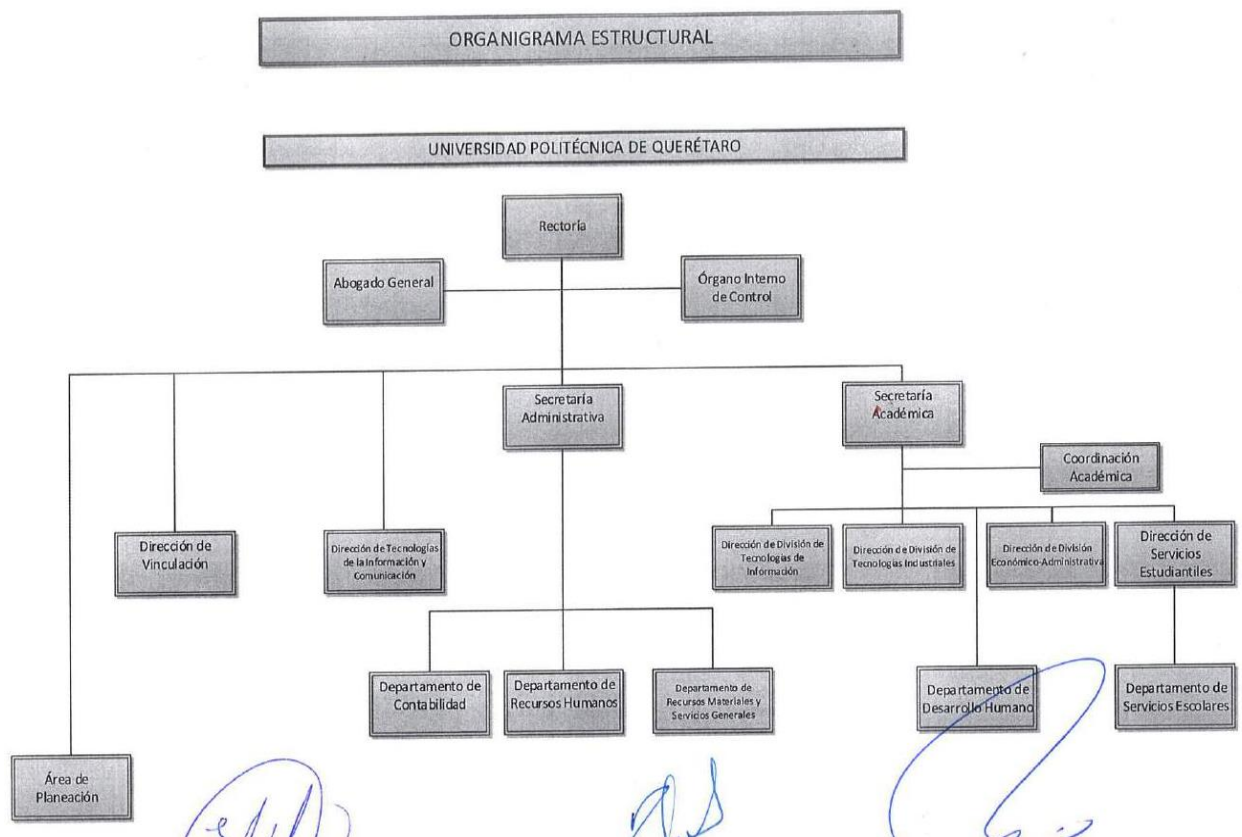 ORGANIGRAMA ESTRUCTURAL
UNIVERSIDAD POLITÉCNICA DE QUERÉTARO
Rectoría
Abogado General
Órgano Interno
de Control
Secretaría
Administrativa
Secretaría
Académica
Coordinación
Académica
Dirección de
Vinculación
Dirección de Tecnologías
de la Información y
Comunicación
Dirección de División de
Tecnologías de
Información
Dirección de División de
Tecnologías Industriales
Dirección de División
Económico-Administrativa
Dirección de
Servicios
Estudiantiles
Departamento de
Contabilidad
Departamento de
Recursos Humanos
Departamento de
Recursos Materiales y
Servicios Generales
Departamento de
Desarrollo Humano
Departamento de
Servicios Escolares
Área de
Planeación